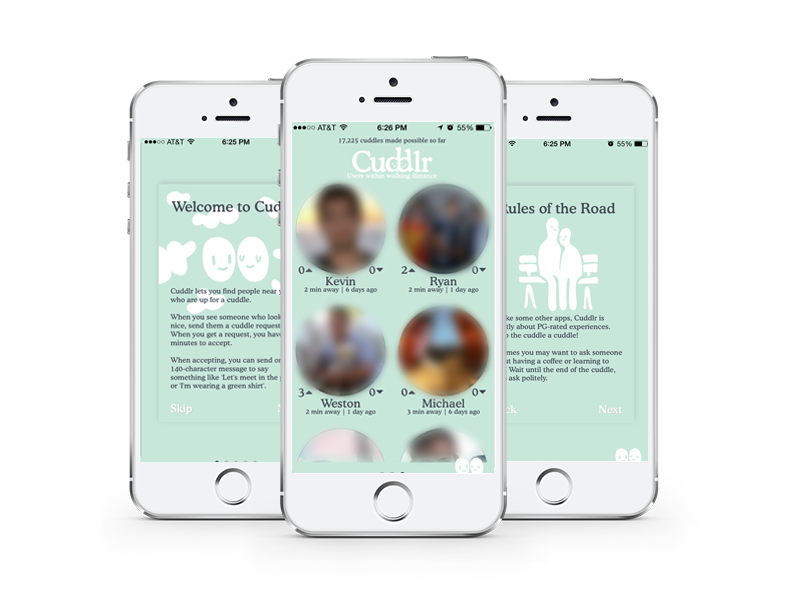 AT&T 6:25 PM
Welcome to Cud
Cuddlr lets you find people near y
who are up for a cuddle.
When you see someone who look
nice, send them a cuddle request
When you get a request, you have
minutes to accept.
When accepting, you can send or
140-character message to say
something like 'Let's meet in the p
or 'I'm wearing a green shirt'.
Skip
AT&T 6:26 PM 55%
17,225 cuddles made possible so far
Cuddlr
Users within walking distance
0 0
Kevin
2 min away | 6 days ago
2 0
Ryan
2 min away | 1 day ago
3 0
Weston
2 min away | 1 day ago
0 0
Michael
3 min away | 6 days ago
6:25 PM 55%
Rules of the Road
ke some other apps, Cuddlr is
tly about PG-rated experiences.
p the cuddle a cuddle!
mes you may want to ask someone
ut having a coffee or learning to
Wait until the end of the cuddle,
ask politely.
ck Next